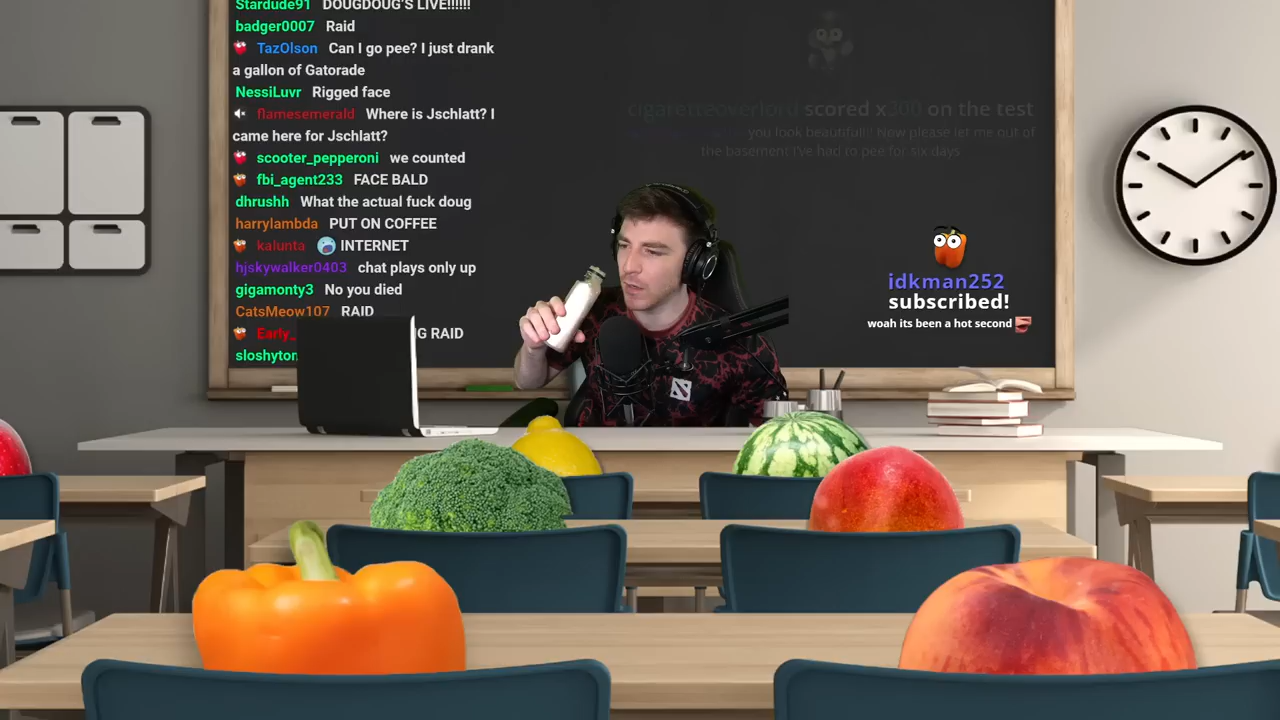 Stardude91 DOUGDOUG'S LIVE!!!!!!
badger0007 Raid
TazOlson Can I go pee? I just drank
a gallon of Gatorade
NessiLuvr Rigged face
flamesemerald Where is Jschlatt? I
came here for Jschlatt?
scooter_pepperoni we counted
fbi_agent233 FACE BALD
dhrushh What the actual fuck doug
harrylambda PUT ON COFFEE
kalunta INTERNET
hjskywalker0403 chat plays only up
gigamonty3 No you died
CatsMeow107 RAID
Early_ G RAID
sloshyton
cigaretteoverlord scored x300 on the test
you look beautiful!! Now please let me out of
the basement I've had to pee for six days
idkman252
subscribed!
woah its been a hot second